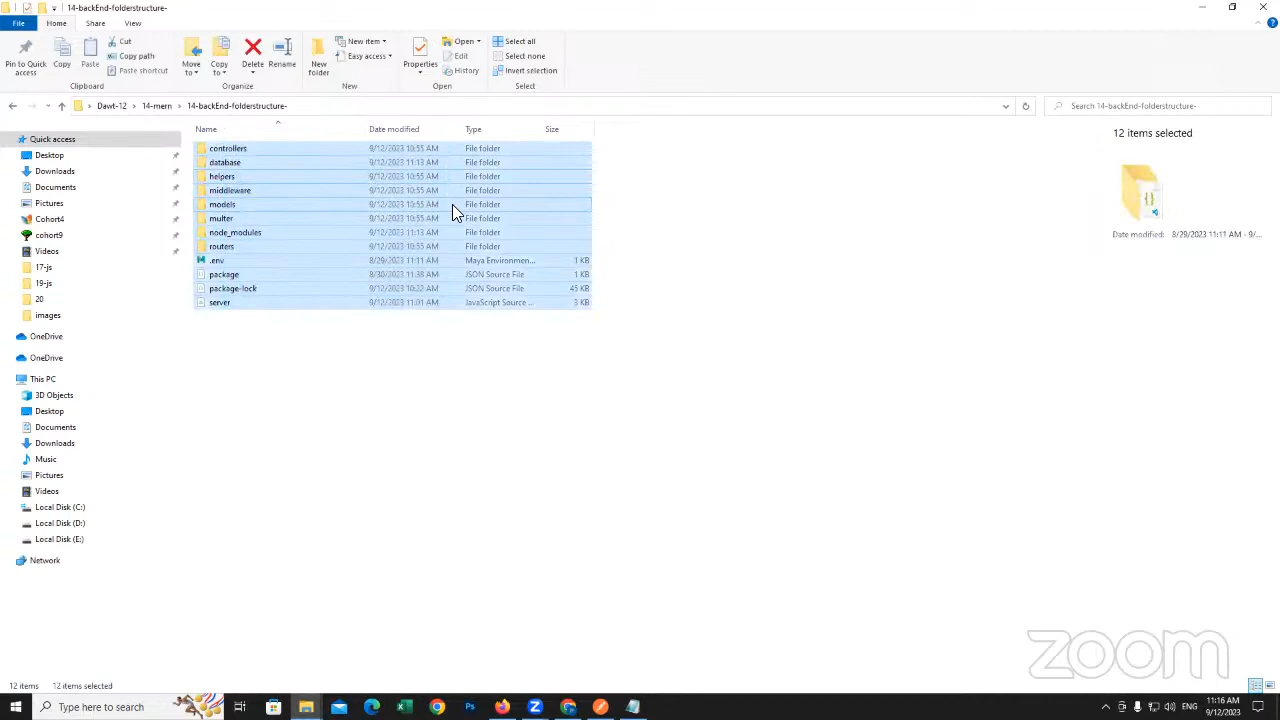 14-backEnd-folderstructure-
File
Home
Share
View
Pin to Quick access
Copy
Paste
Cut
Copy path
Paste shortcut
Clipboard
Move to
Copy to
Delete
Rename
Organize
New folder
New item
Easy access
New
Properties
Open
Edit
History
Open
Select all
Select none
Invert selection
Select
Dawt-12 > 14-mern > 14-backEnd-folderstructure-
Search 14-backEnd-folderstructure-
Quick access
Desktop
Downloads
Documents
Pictures
Cohort4
cohort9
Videos
17-js
19-js
20
images
OneDrive
OneDrive
This PC
3D Objects
Desktop
Documents
Downloads
Music
Pictures
Videos
Local Disk (C:)
Local Disk (D:)
Local Disk (E:)
Network
Name Date modified Type Size
controllers 9/12/2023 10:55 AM File folder
database 9/12/2023 11:13 AM File folder
helpers 9/12/2023 10:55 AM File folder
middleware 9/12/2023 10:55 AM File folder
models 9/12/2023 10:55 AM File folder
multer 9/12/2023 10:55 AM File folder
node_modules 9/12/2023 11:13 AM File folder
routers 9/12/2023 10:55 AM File folder
.env 8/29/2023 11:11 AM Maya Environmen... 1 KB
package 8/30/2023 11:38 AM JSON Source File 1 KB
package-lock 9/12/2023 10:22 AM JSON Source File 45 KB
server 9/12/2023 11:01 AM JavaScript Source ... 3 KB
12 items selected
Date modified: 8/29/2023 11:11 AM - 9/...
zoom
12 items 12 items selected
Type here to search
ENG
11:16 AM
9/12/2023